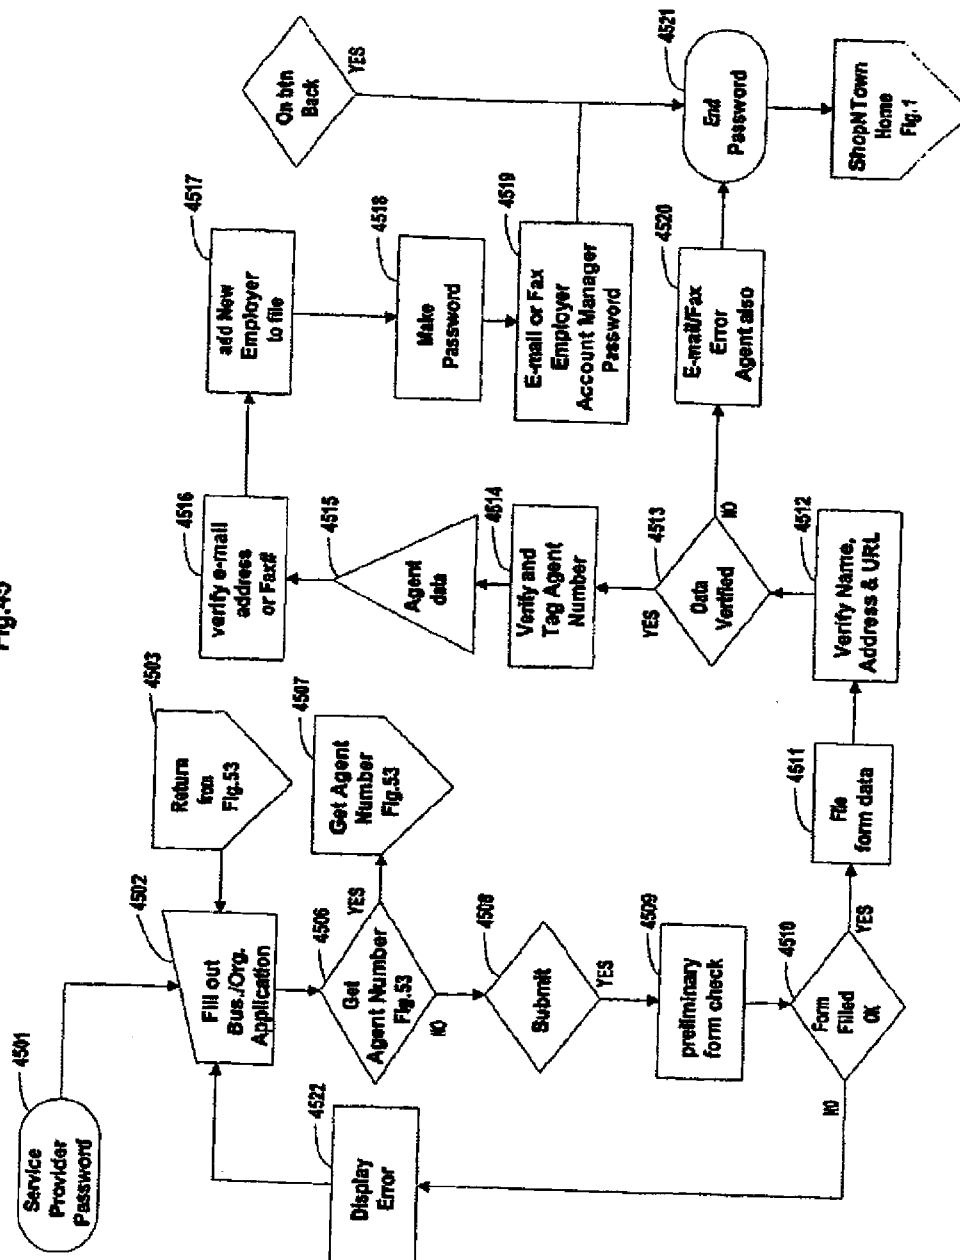 Fig.45
4501
Service
Provider
Password
4502
Fill out
Bus./Org.
Application
4503
Return
from
Fig.53
4506
Get
Agent Number
Fig.53
YES
NO
4507
Get Agent
Number
Fig.53
4508
Submit
YES
4509
preliminary
form check
4510
Form
Filled
OK
YES
NO
4522
Display
Error
4511
File
form data
4512
Verify Name,
Address & URL
4513
Data
Verified
YES
NO
4514
Verify and
Tag Agent
Number
4515
Agent
data
4516
verify e-mail
address
or Fax#
4517
add New
Employer
to file
4518
Make
Password
4519
E-mail or Fax
Employer
Account Manager
Password
4520
E-mail/Fax
Error
Agent also
On btn
Back
YES
4521
End
Password
ShopNTown
Home
Fig.1